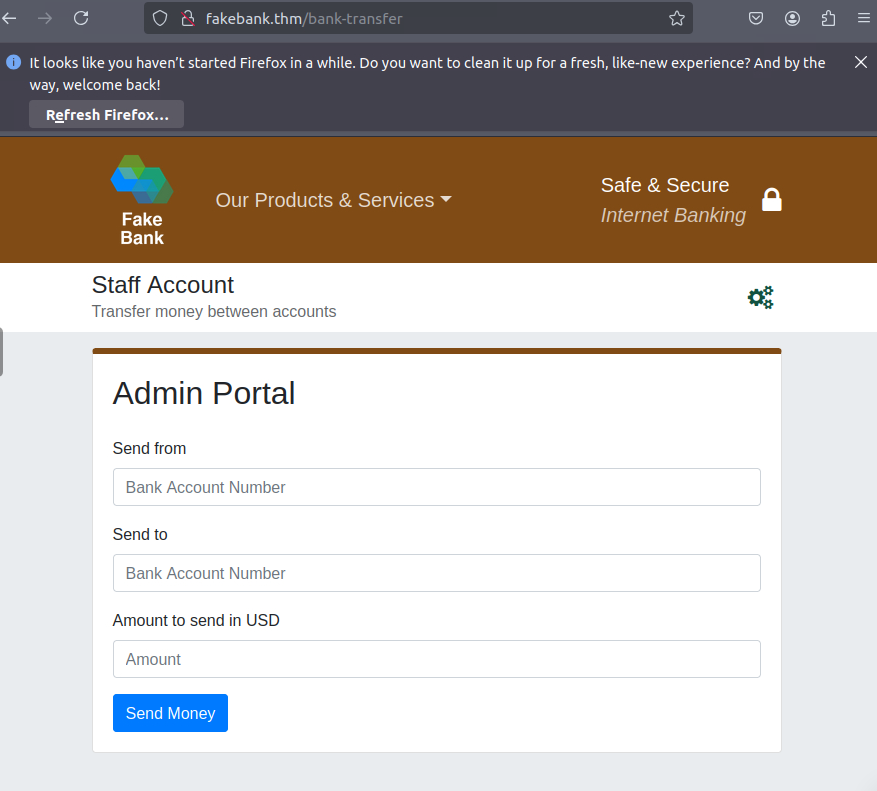 fakebank.thm/bank-transfer
It looks like you haven’t started Firefox in a while. Do you want to clean it up for a fresh, like-new experience? And by the
way, welcome back!
Refresh Firefox…
Fake
Bank
Our Products & Services
Safe & Secure
Internet Banking
Staff Account
Transfer money between accounts
Admin Portal
Send from
Bank Account Number
Send to
Bank Account Number
Amount to send in USD
Amount
Send Money